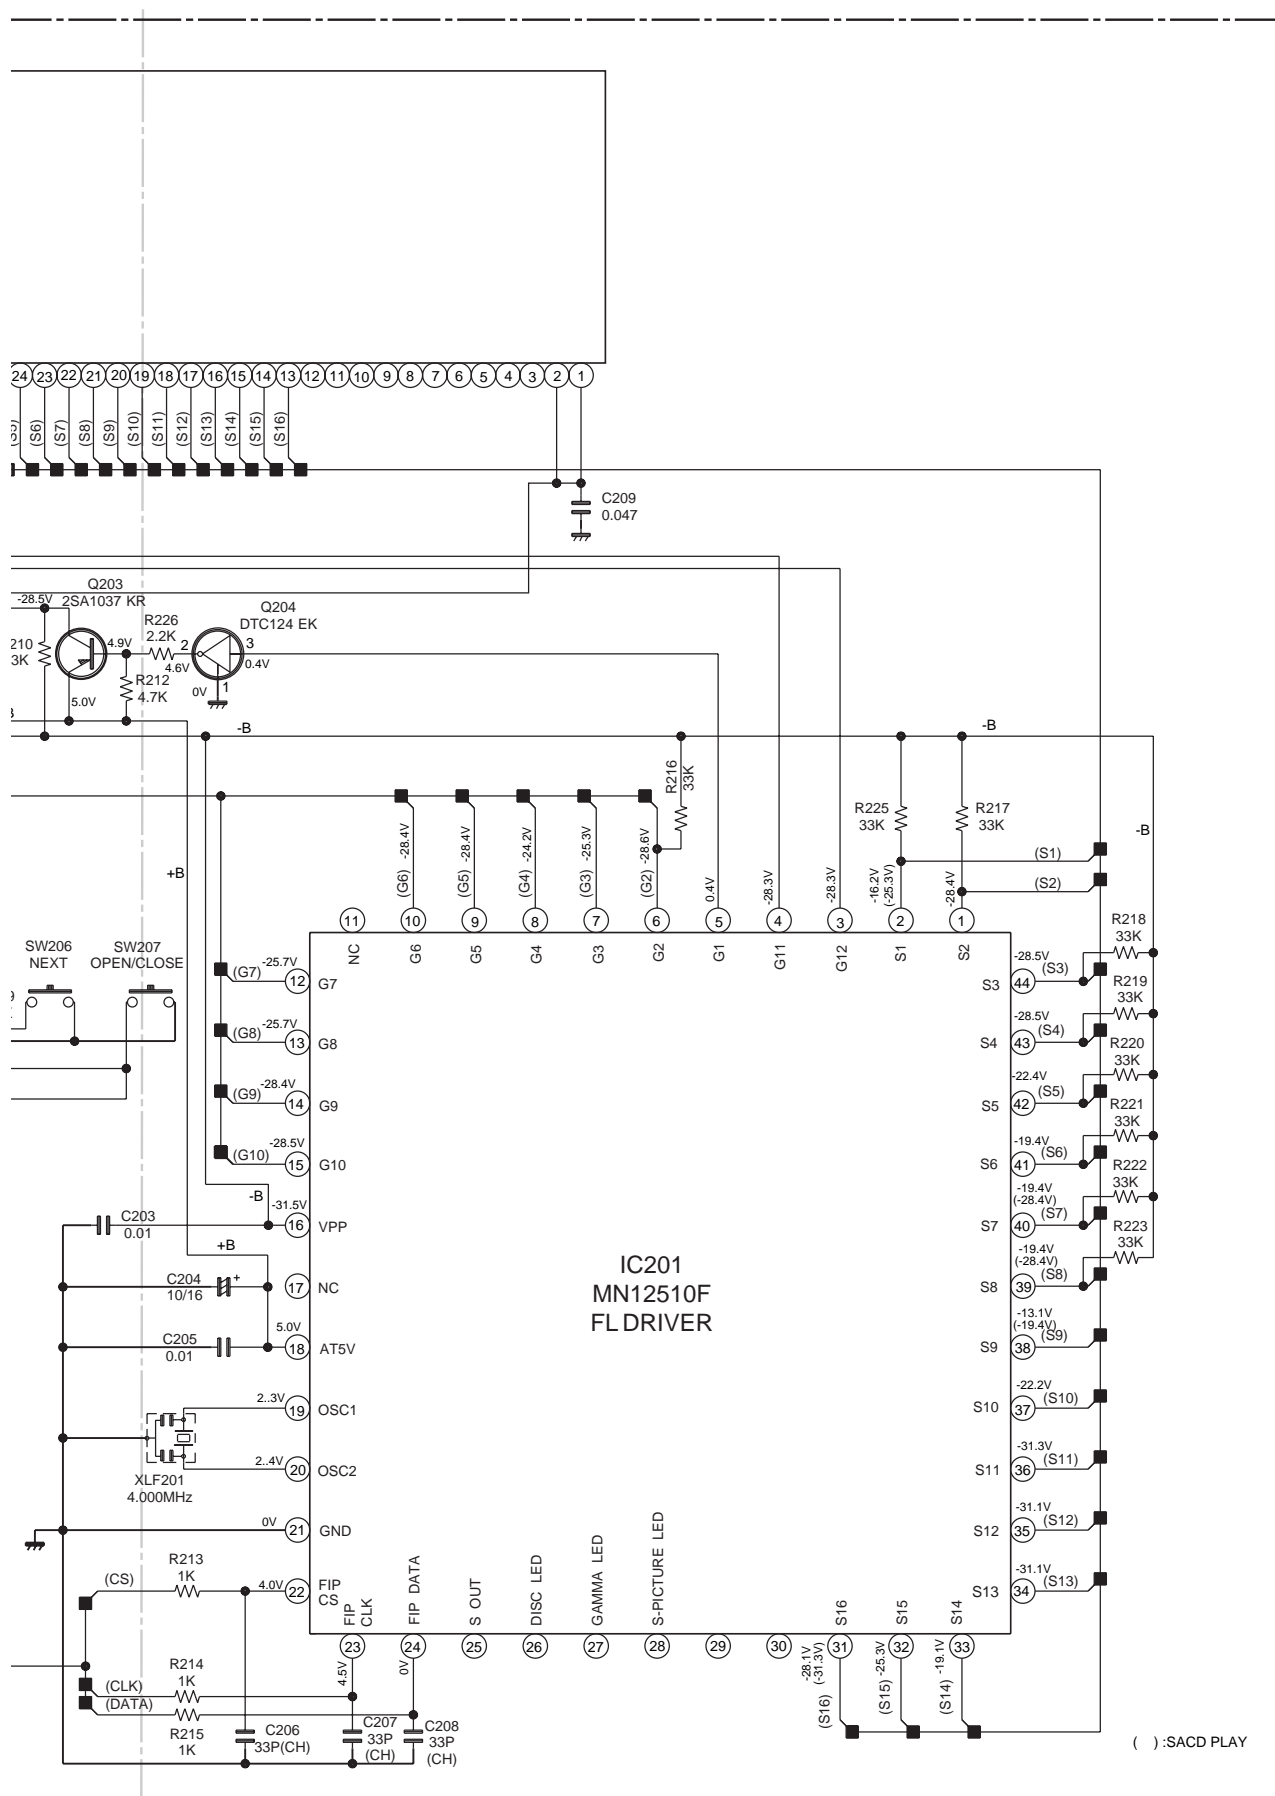 24 23 22 21 20 19 18 17 16 15 14 13 12 11 10 9 8 7 6 5 4 3 2 1
(S6) (S7) (S8) (S9) (S10) (S11) (S12) (S13) (S14) (S15) (S16)
C209
0.047
Q203
2SA1037 KR
-28.5V
R226
2.2K
Q204
DTC124 EK
210
3K
4.9V
2
3
4.6V
0.4V
R212
4.7K
0V
1
5.0V
-B
-B
R216
33K
R225
33K
R217
33K
-B
(S1)
(S2)
+B
(G6) -28.4V
(G5) -28.4V
(G4) -24.2V
(G3) -25.3V
(G2) -28.6V
0.4V
-28.3V
-28.3V
-16.2V
(-25.3V)
-28.4V
11 10 9 8 7 6 5 4 3 2 1
NC G6 G5 G4 G3 G2 G1 G11 G12 S1 S2
SW206
NEXT
SW207
OPEN/CLOSE
(G7) -25.7V 12 G7
(G8) -25.7V 13 G8
(G9) -28.4V 14 G9
(G10) -28.5V 15 G10
-B
-31.5V 16 VPP
C203
0.01
+B
C204
10/16
+
17 NC
C205
0.01
5.0V 18 AT5V
2..3V 19 OSC1
2..4V 20 OSC2
XLF201
4.000MHz
0V 21 GND
(CS)
R213
1K
4.0V 22 FIP
CS
IC201
MN12510F
FL DRIVER
R218
33K
S3 44 -28.5V (S3)
R219
33K
S4 43 -28.5V (S4)
R220
33K
S5 42 -22.4V (S5)
R221
33K
S6 41 -19.4V (S6)
R222
33K
S7 40 -19.4V
(-28.4V)
(S7)
R223
33K
S8 39 -19.4V
(-28.4V)
(S8)
S9 38 -13.1V
(-19.4V)
(S9)
S10 37 -22.2V (S10)
S11 36 -31.3V (S11)
S12 35 -31.1V (S12)
S13 34 -31.1V (S13)
FIP
CLK
FIP DATA
S OUT
DISC LED
GAMMA LED
S-PICTURE LED
S16 S15 S14
23 24 25 26 27 28 29 30 31 32 33
4.5V
0V
-28.1V
(-31.3V)
(S16)
(S15) -25.3V
(S14) -19.1V
(CLK)
(DATA)
R214
1K
R215
1K
C206
33P(CH)
C207
33P
(CH)
C208
33P
(CH)
( ) :SACD PLAY